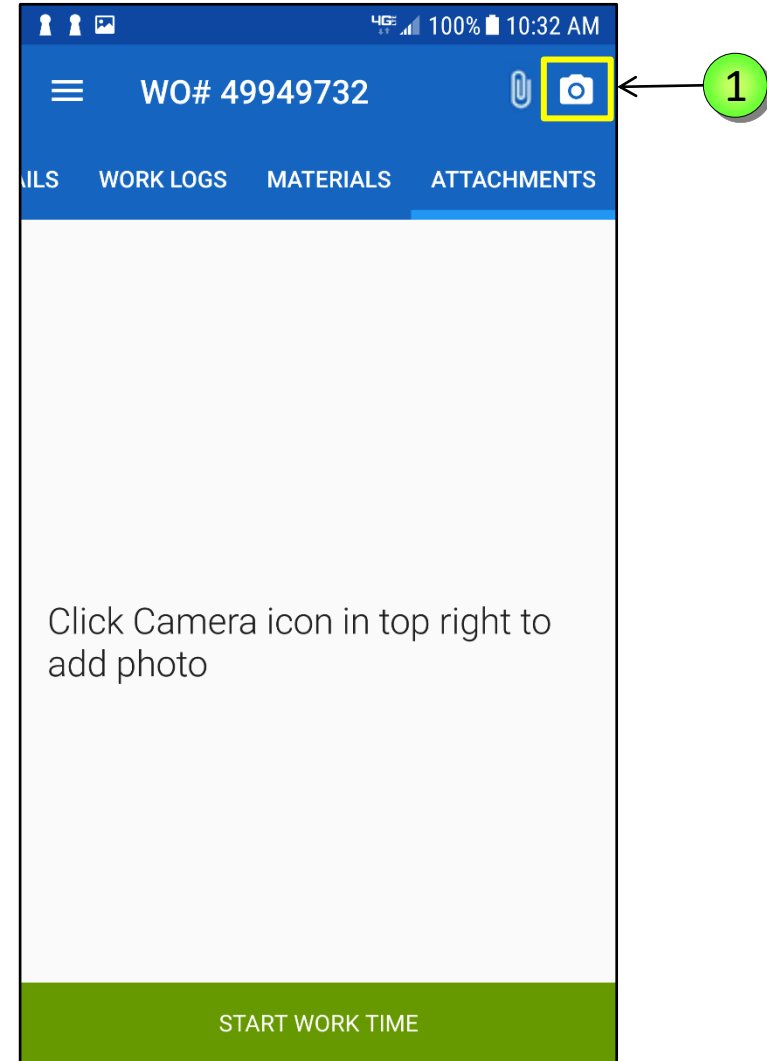 4G 100% 10:32 AM
WO# 49949732
1
AILS WORK LOGS MATERIALS ATTACHMENTS
Click Camera icon in top right to
add photo
START WORK TIME